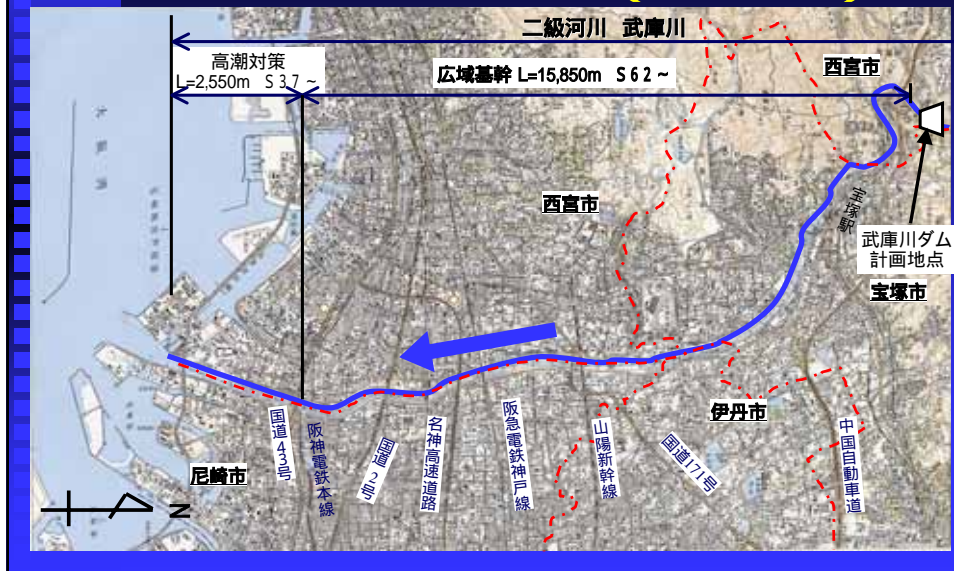 二級河川 武庫川
高潮対策
L=2,550m S37~
広域基幹 L=15,850m S62~
西宮市
西宮市
宝塚駅
武庫川ダム
計画地点
宝塚市
伊丹市
尼崎市
国道43号
阪神電鉄本線
国道2号
名神高速道路
阪急電鉄神戸線
山陽新幹線
国道171号
中国自動車道
大阪湾
N